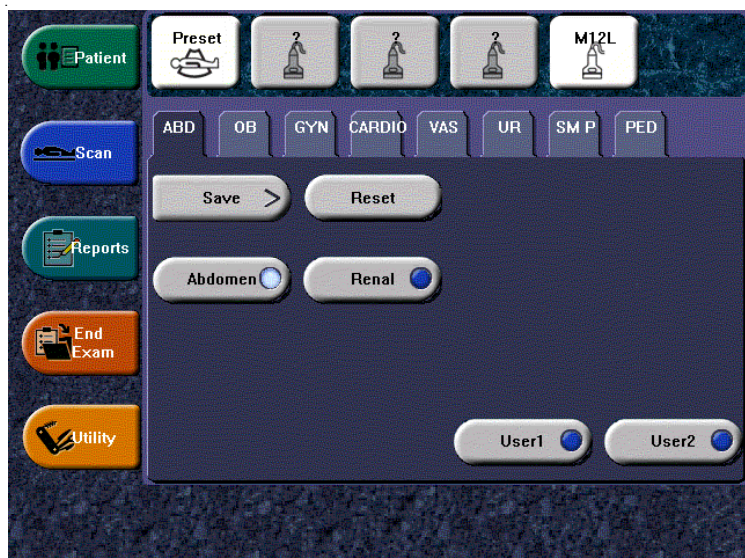 Preset
?
?
?
M12L
Patient
ABD OB GYN CARDIO VAS UR SM P PED
Scan
Save > Reset
Reports
Abdomen Renal
End
Exam
Utility
User1 User2